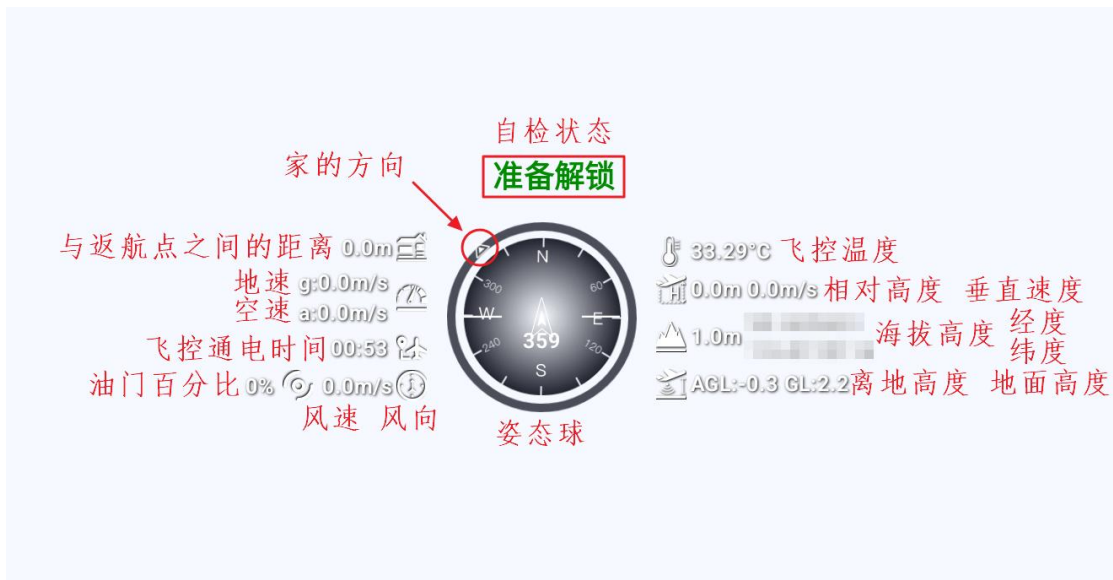 自检状态
家的方向
准备解锁
与返航点之间的距离 0.0m
地速 g:0.0m/s
空速 a:0.0m/s
飞控通电时间 00:53
油门百分比 0% 0.0m/s
风速 风向
N
300 60
W E
359
240 120
S
姿态球
33.29°C 飞控温度
0.0m 0.0m/s 相对高度 垂直速度
1.0m 海拔高度 经度
纬度
AGL:-0.3 GL:2.2 离地高度 地面高度